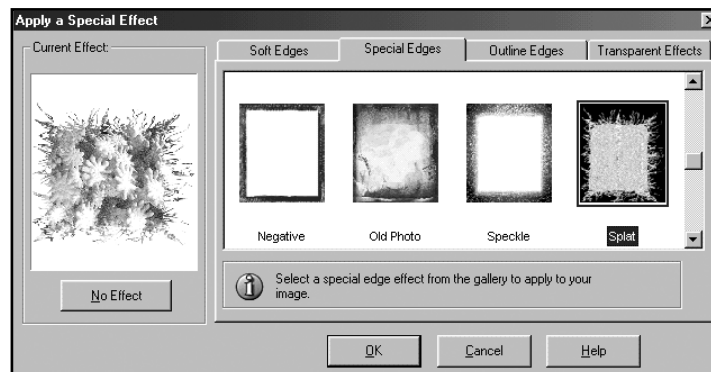 Apply a Special Effect
Current Effect:
No Effect
Soft Edges
Special Edges
Outline Edges
Transparent Effects
Negative
Old Photo
Speckle
Splat
Select a special edge effect from the gallery to apply to your
image.
OK
Cancel
Help